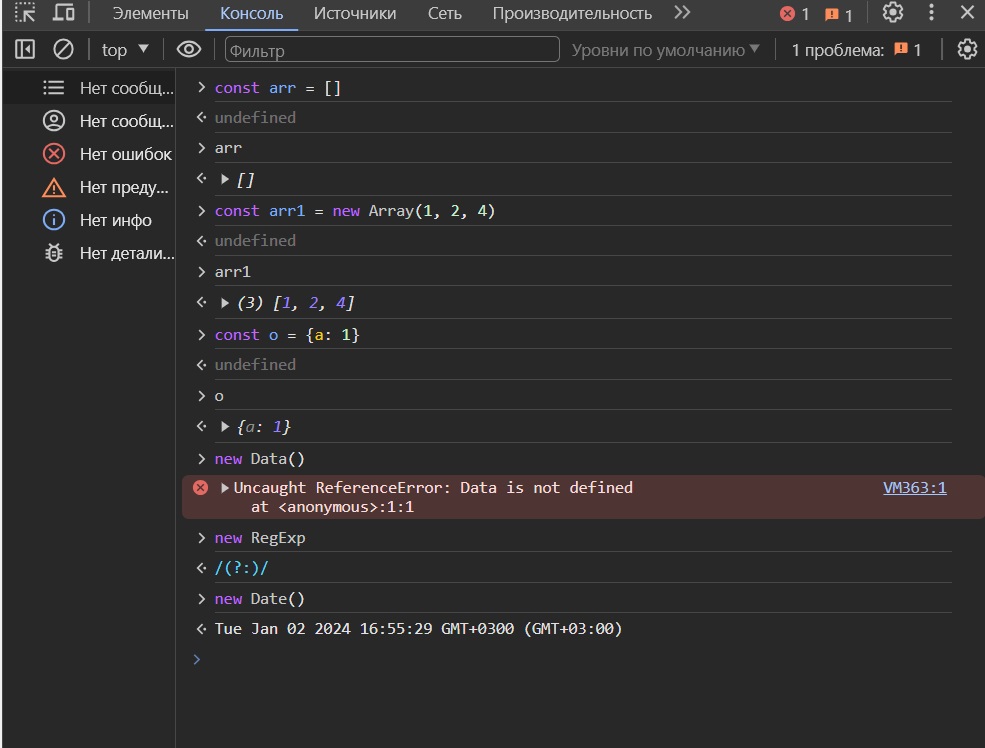 Элементы Консоль Источники Сеть Производительность 1 1
top Фильтр Уровни по умолчанию 1 проблема: 1
Нет сообщ...
Нет сообщ...
Нет ошибок
Нет преду...
Нет инфо
Нет детали...
const arr = []
undefined
arr
[]
const arr1 = new Array(1, 2, 4)
undefined
arr1
(3) [1, 2, 4]
const o = {a: 1}
undefined
o
{a: 1}
new Data()
Uncaught ReferenceError: Data is not defined VM363:1
at <anonymous>:1:1
new RegExp
/(?:)/
new Date()
Tue Jan 02 2024 16:55:29 GMT+0300 (GMT+03:00)